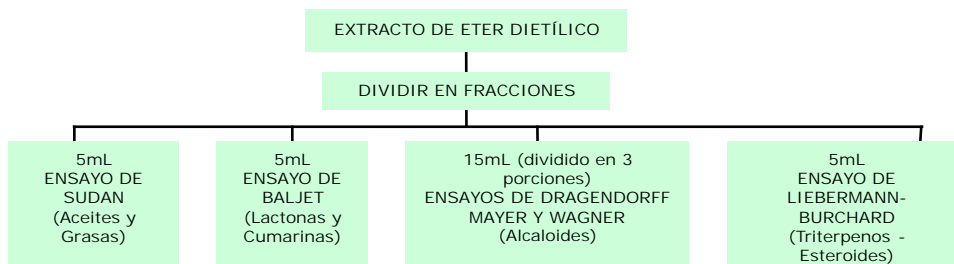 EXTRACTO DE ETER DIETÍLICO
DIVIDIR EN FRACCIONES
5mL
ENSAYO DE
SUDAN
(Aceites y
Grasas)
5mL
ENSAYO DE
BALJET
(Lactonas y
Cumarinas)
15mL (dividido en 3
porciones)
ENSAYOS DE DRAGENDORFF
MAYER Y WAGNER
(Alcaloides)
5mL
ENSAYO DE
LIEBERMANN-
BURCHARD
(Triterpenos -
Esteroides)